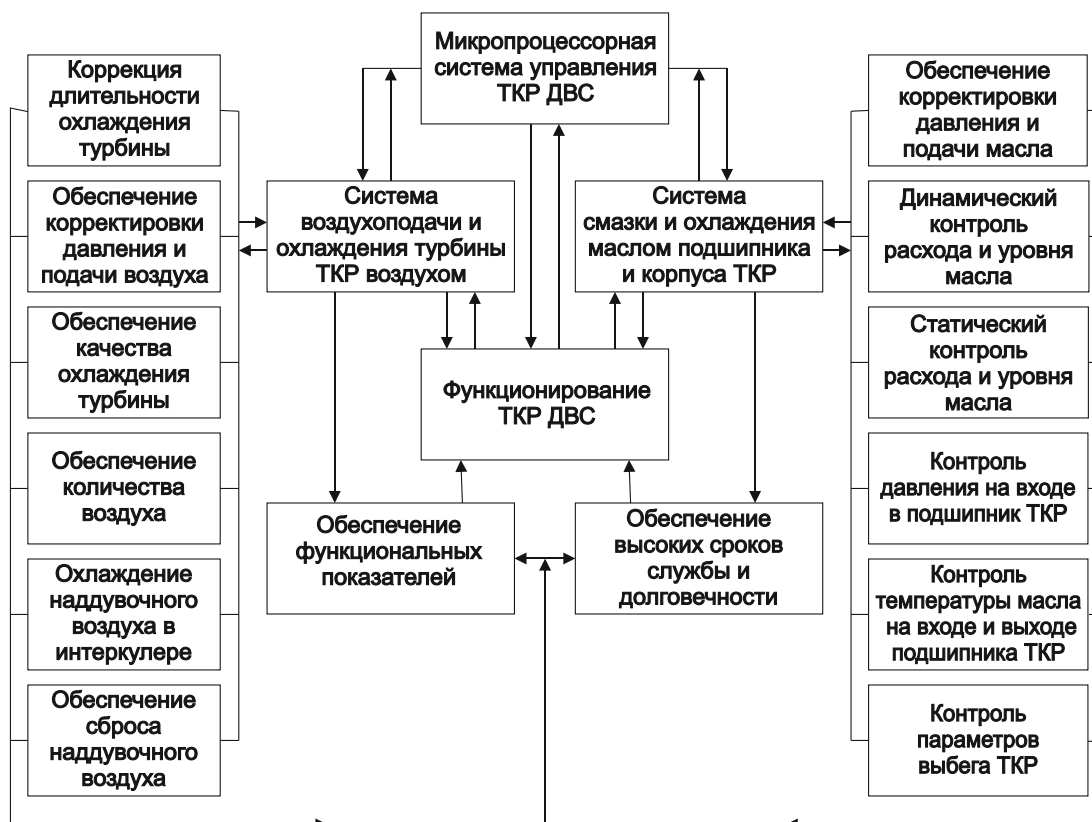 Микропроцессорная
система управления
ТКР ДВС
Коррекция
длительности
охлаждения
турбины
Обеспечение
корректировки
давления и
подачи воздуха
Обеспечение
качества
охлаждения
турбины
Обеспечение
количества
воздуха
Охлаждение
наддувочного
воздуха в
интеркулере
Обеспечение
сброса
наддувочного
воздуха
Система
воздухоподачи и
охлаждения турбины
ТКР воздухом
Система
смазки и охлаждения
маслом подшипника
и корпуса ТКР
Функционирование
ТКР ДВС
Обеспечение
функциональных
показателей
Обеспечение
высоких сроков
службы и
долговечности
Обеспечение
корректировки
давления и
подачи масла
Динамический
контроль
расхода и уровня
масла
Статический
контроль
расхода и уровня
масла
Контроль
давления на входе
в подшипник ТКР
Контроль
температуры масла
на входе и выходе
подшипника ТКР
Контроль
параметров
выбега ТКР